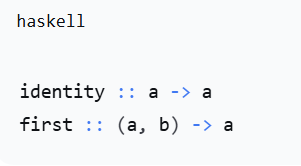 haskell
identity :: a -> a
first :: (a, b) -> a